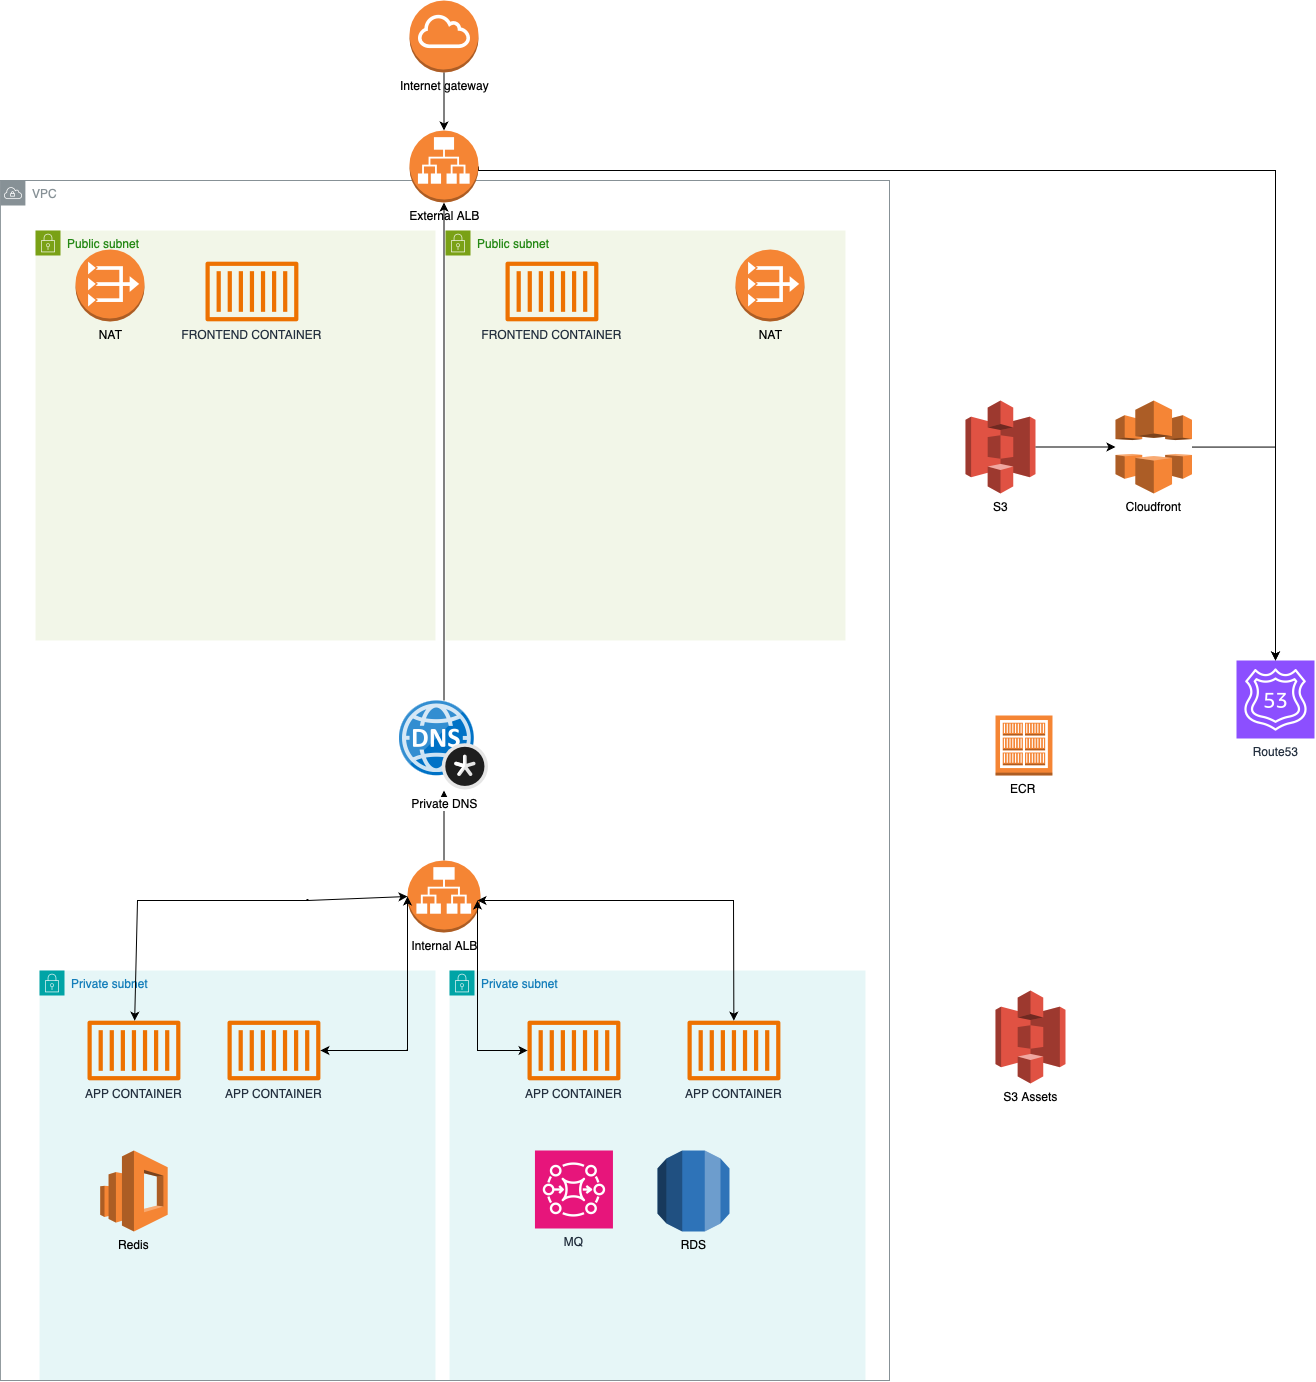 Internet gateway
VPC
External ALB
Public subnet
Public subnet
NAT
FRONTEND CONTAINER
FRONTEND CONTAINER
NAT
S3
Cloudfront
53
Route53
DNS
*
Private DNS
ECR
Internal ALB
Private subnet
Private subnet
APP CONTAINER
APP CONTAINER
APP CONTAINER
APP CONTAINER
S3 Assets
Redis
MQ
RDS